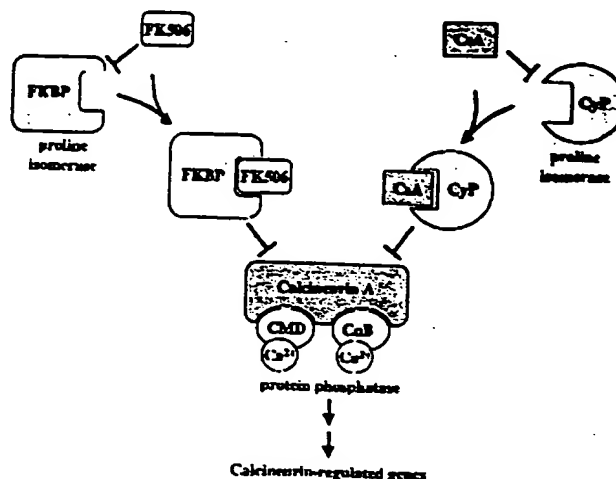 FK506
CsA
FKBP
CyP
proline
isomerase
proline
isomerase
FKBP
FK506
CsA
CyP
Calcineurin A
CMD
CnB
Ca2+
Ca2+
protein phosphatase
Calcineurin-regulated genes